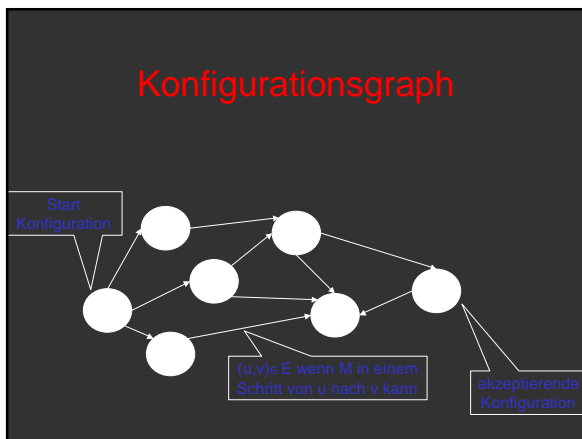 Konfigurationsgraph
Start
Konfiguration
(u,v)∈E wenn M in einem
Schritt von u nach v kann
akzeptierende
Konfiguration